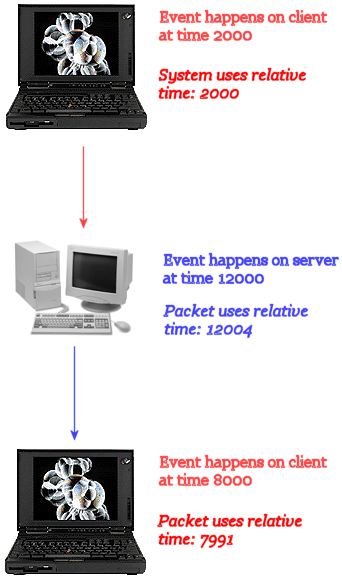 Event happens on client
at time 2000
System uses relative
time: 2000
Event happens on server
at time 12000
Packet uses relative
time: 12004
Event happens on client
at time 8000
Packet uses relative
time: 7991